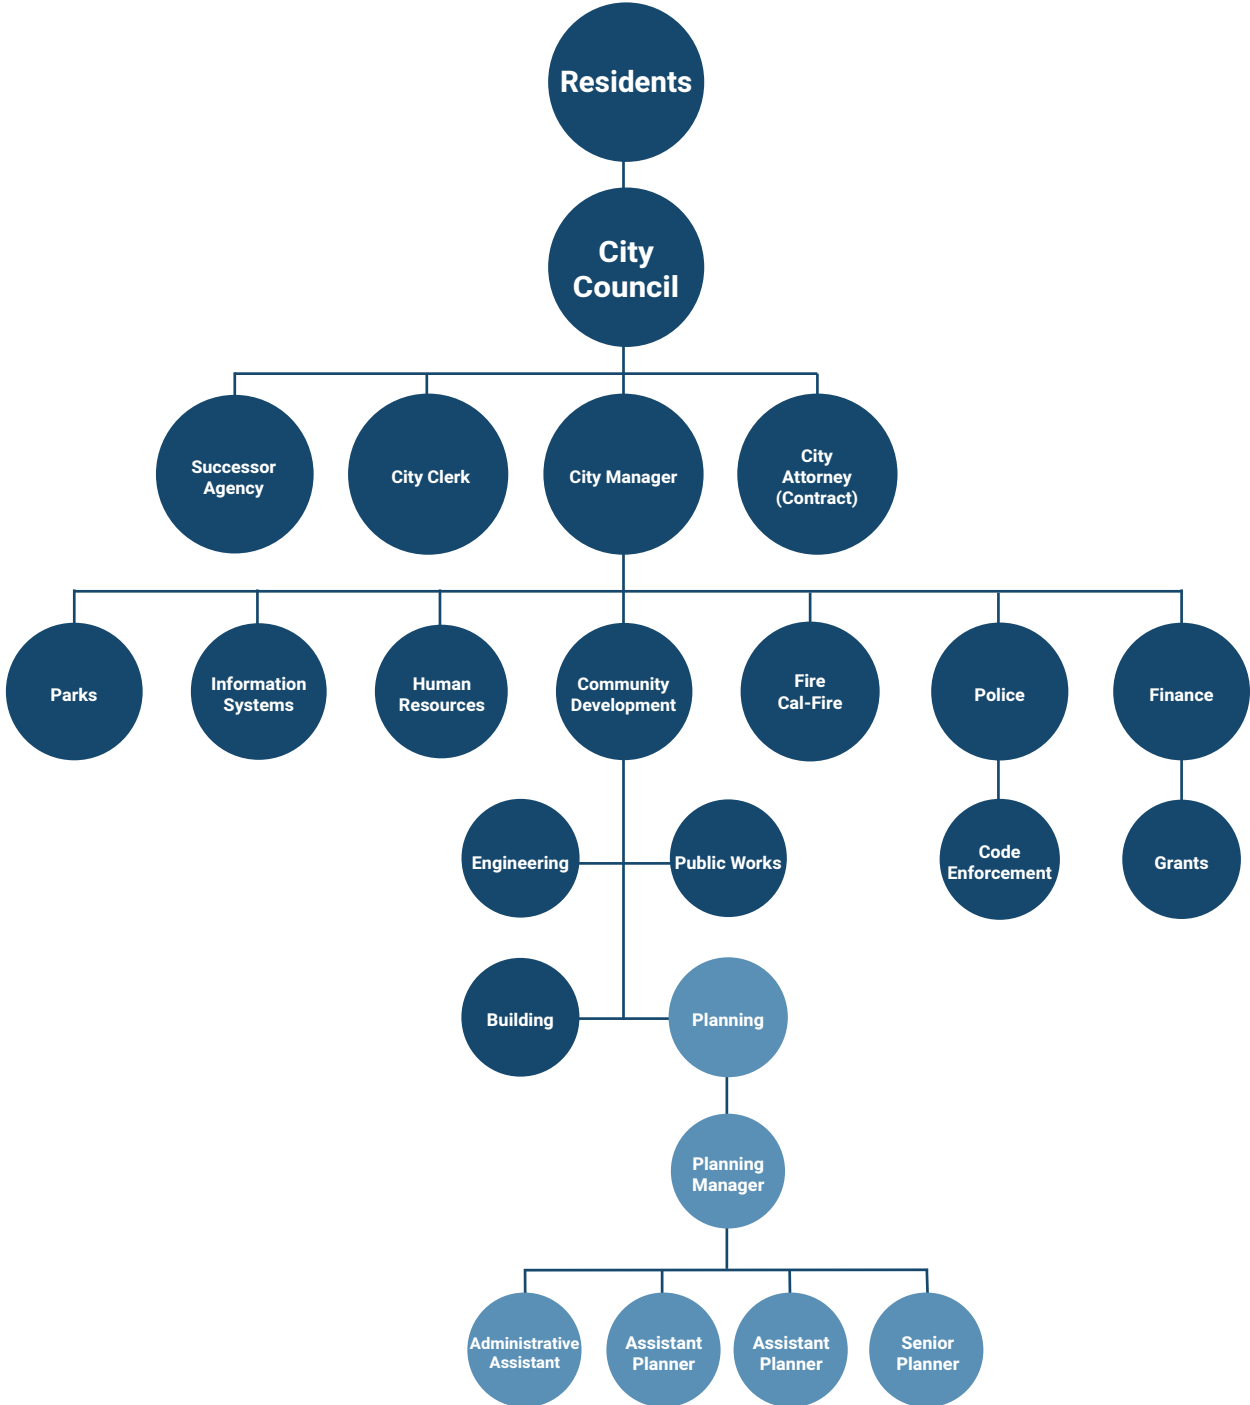 Residents
City
Council
Successor
Agency
City Clerk
City Manager
City
Attorney
(Contract)
Parks
Information
Systems
Human
Resources
Community
Development
Fire
Cal-Fire
Police
Finance
Engineering
Public Works
Code
Enforcement
Grants
Building
Planning
Planning
Manager
Administrative
Assistant
Assistant
Planner
Assistant
Planner
Senior
Planner